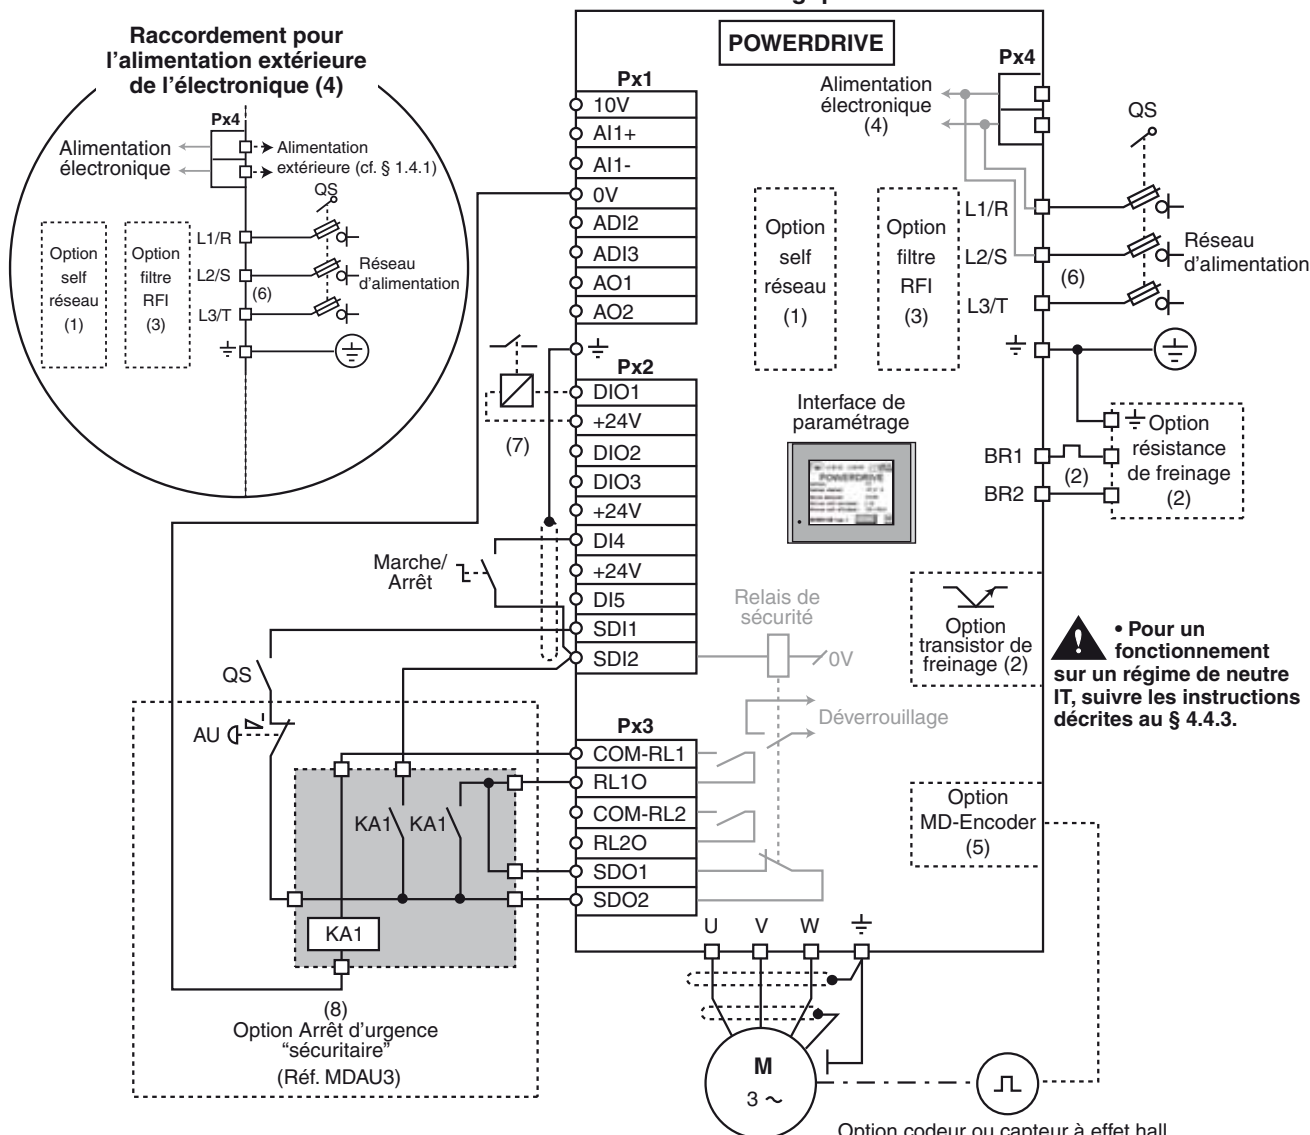 Raccordement pour
l'alimentation extérieure
de l'électronique (4)
Px4
Alimentation
électronique
Alimentation
extérieure (cf. § 1.4.1)
QS
Option
self
réseau
(1)
Option
filtre
RFI
(3)
L1/R
L2/S
(6)
L3/T
Réseau
d'alimentation
POWERDRIVE
Px1
10V
AI1+
AI1-
0V
ADI2
ADI3
AO1
AO2
Px2
DIO1
+24V
DIO2
DIO3
+24V
DI4
+24V
DI5
SDI1
SDI2
Px3
COM-RL1
RL1O
COM-RL2
RL2O
SDO1
SDO2
Alimentation
électronique
(4)
Px4
QS
Option
self
réseau
(1)
Option
filtre
RFI
(3)
L1/R
L2/S
L3/T
(6)
Réseau
d'alimentation
Interface de
paramétrage
POWERDRIVE
BR1
BR2
(2)
Option
résistance
de freinage
(2)
(7)
Marche/
Arrêt
Relais de
sécurité
0V
Déverrouillage
Option
transistor de
freinage (2)
• Pour un
fonctionnement
sur un régime de neutre
IT, suivre les instructions
décrites au § 4.4.3.
QS
AU
KA1
KA1
KA1
(8)
Option Arrêt d'urgence
"sécuritaire"
(Réf. MDAU3)
Option
MD-Encoder
(5)
U
V
W
M
3 ~
Option codeur ou capteur à effet hall